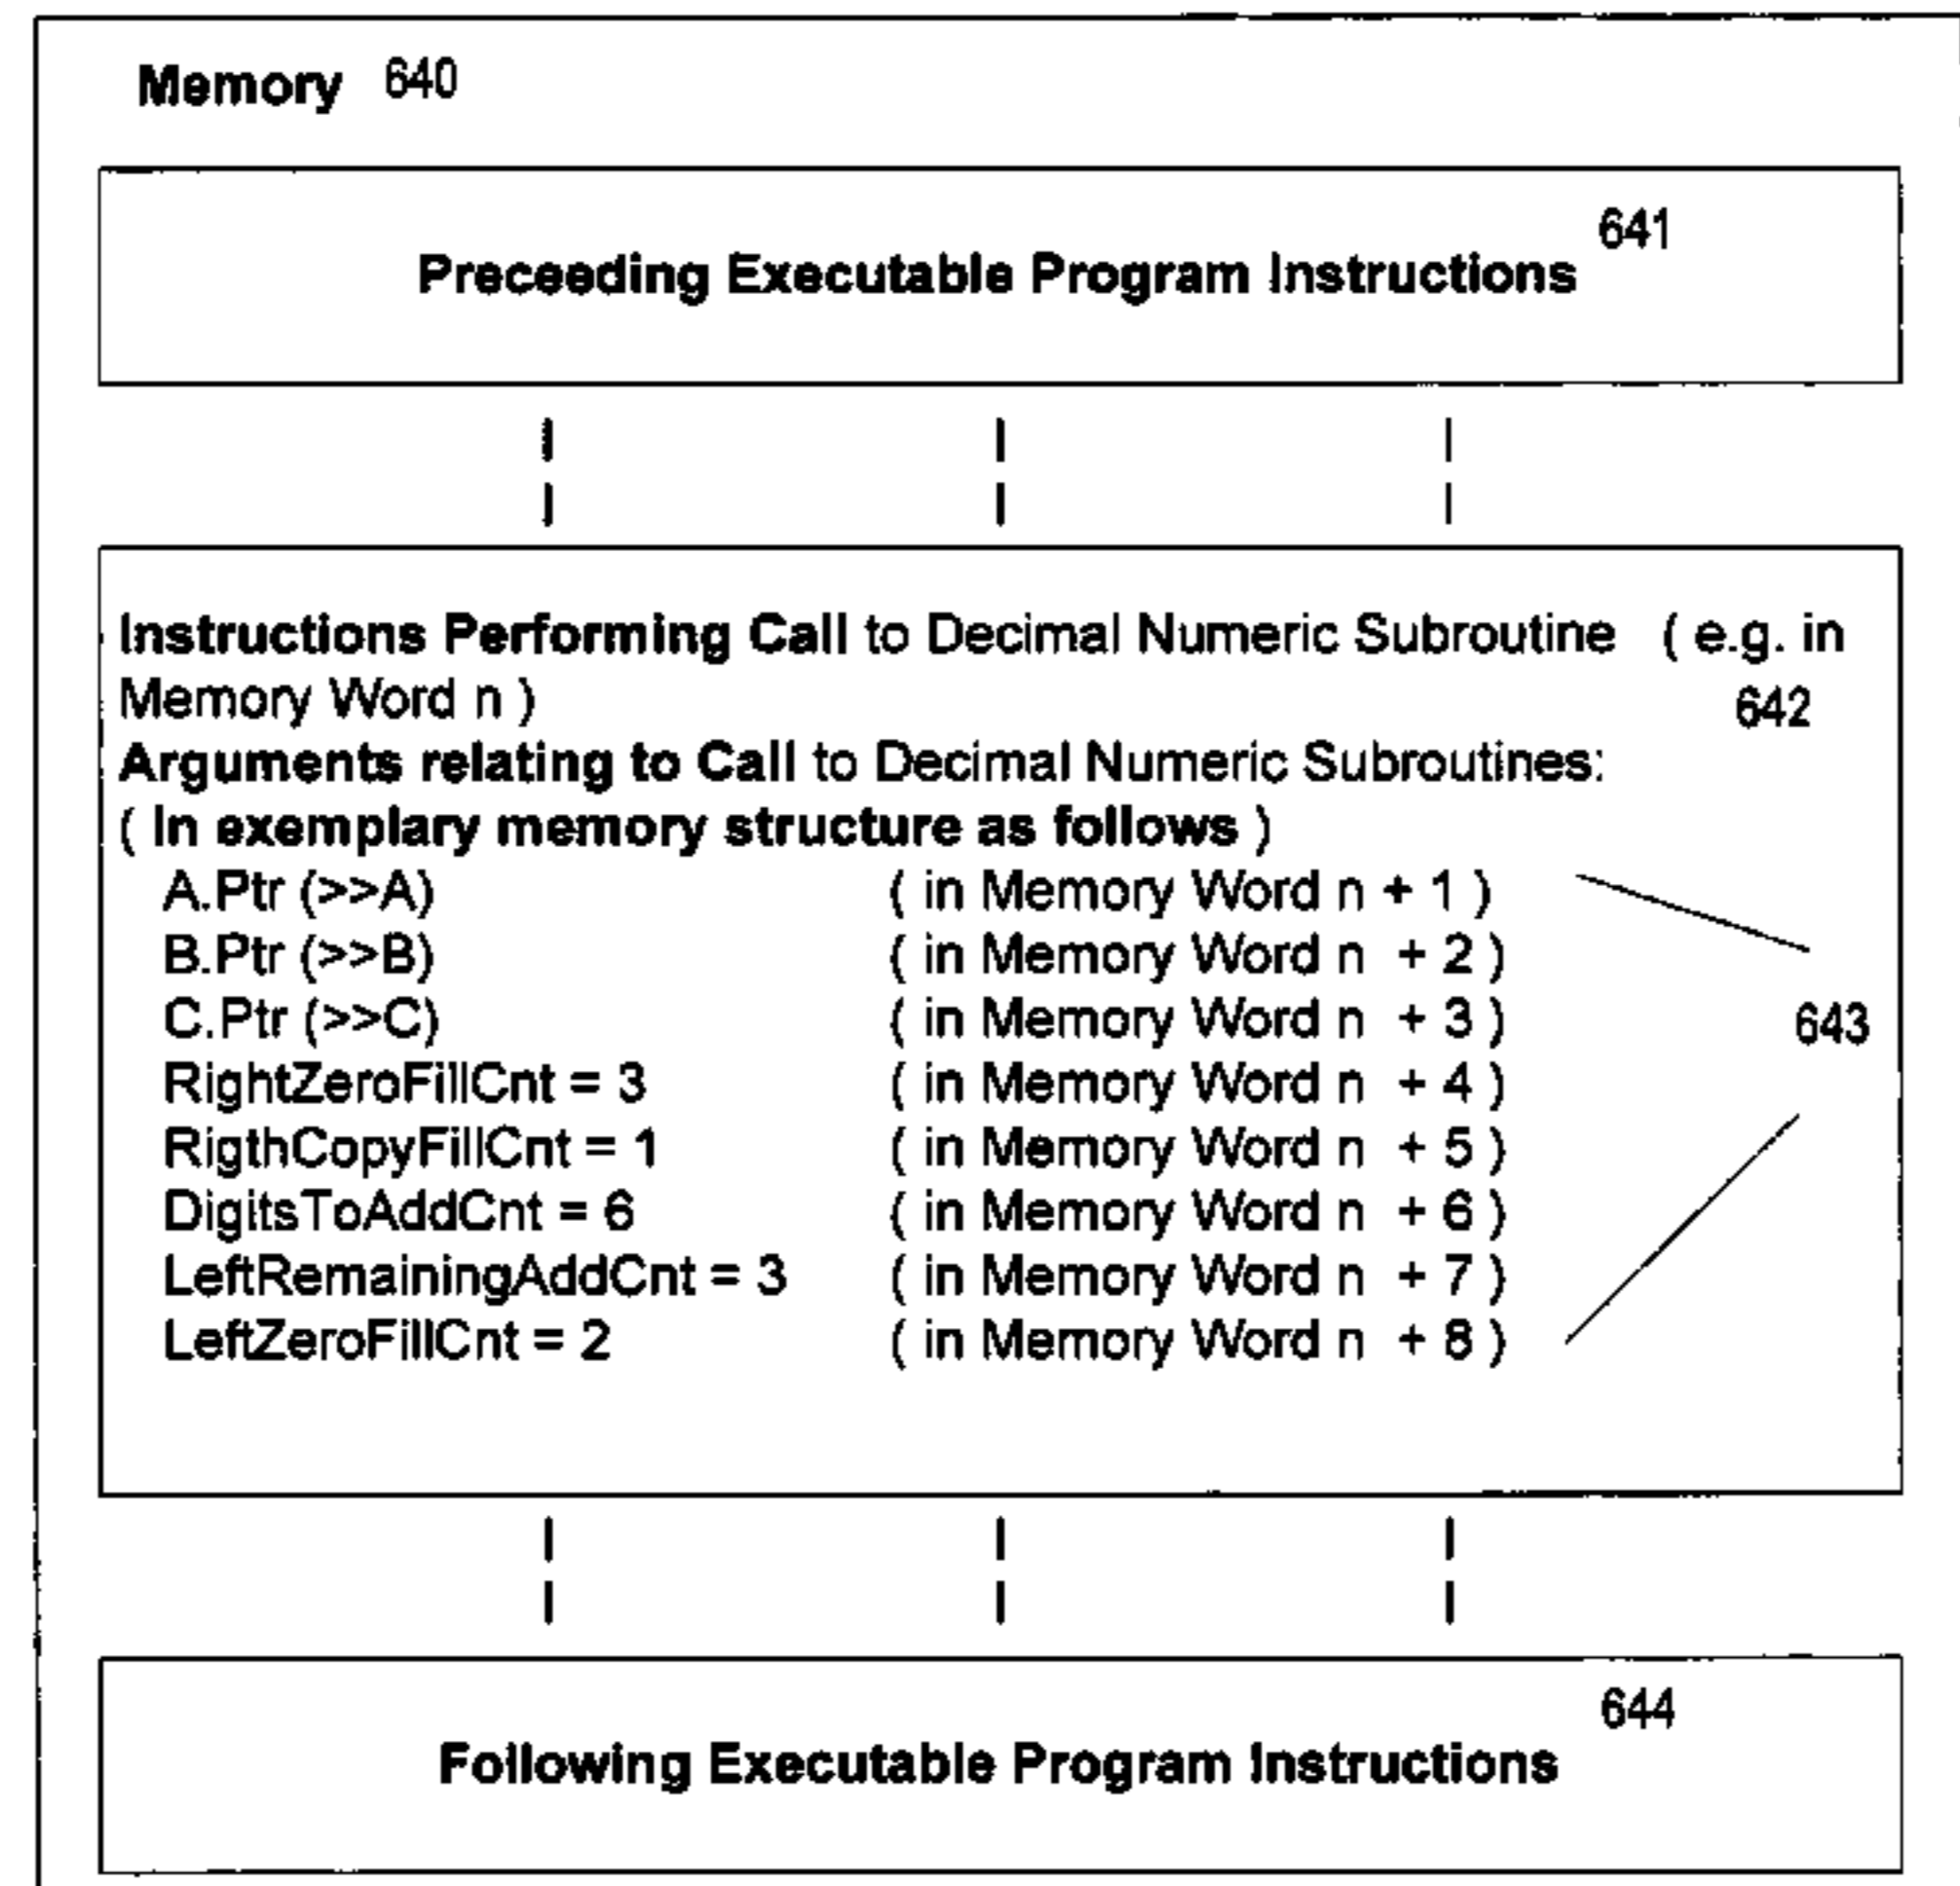 Memory 640
641
Preceeding Executable Program Instructions
Instructions Performing Call to Decimal Numeric Subroutine ( e.g. in
Memory Word n ) 642
Arguments relating to Call to Decimal Numeric Subroutines:
( In exemplary memory structure as follows )
A.Ptr (>>A) ( in Memory Word n + 1 )
B.Ptr (>>B) ( in Memory Word n + 2 )
C.Ptr (>>C) ( in Memory Word n + 3 ) 643
RightZeroFillCnt = 3 ( in Memory Word n + 4 )
RigthCopyFillCnt = 1 ( in Memory Word n + 5 )
DigitsToAddCnt = 6 ( in Memory Word n + 6 )
LeftRemainingAddCnt = 3 ( in Memory Word n + 7 )
LeftZeroFillCnt = 2 ( in Memory Word n + 8 )
644
Following Executable Program Instructions